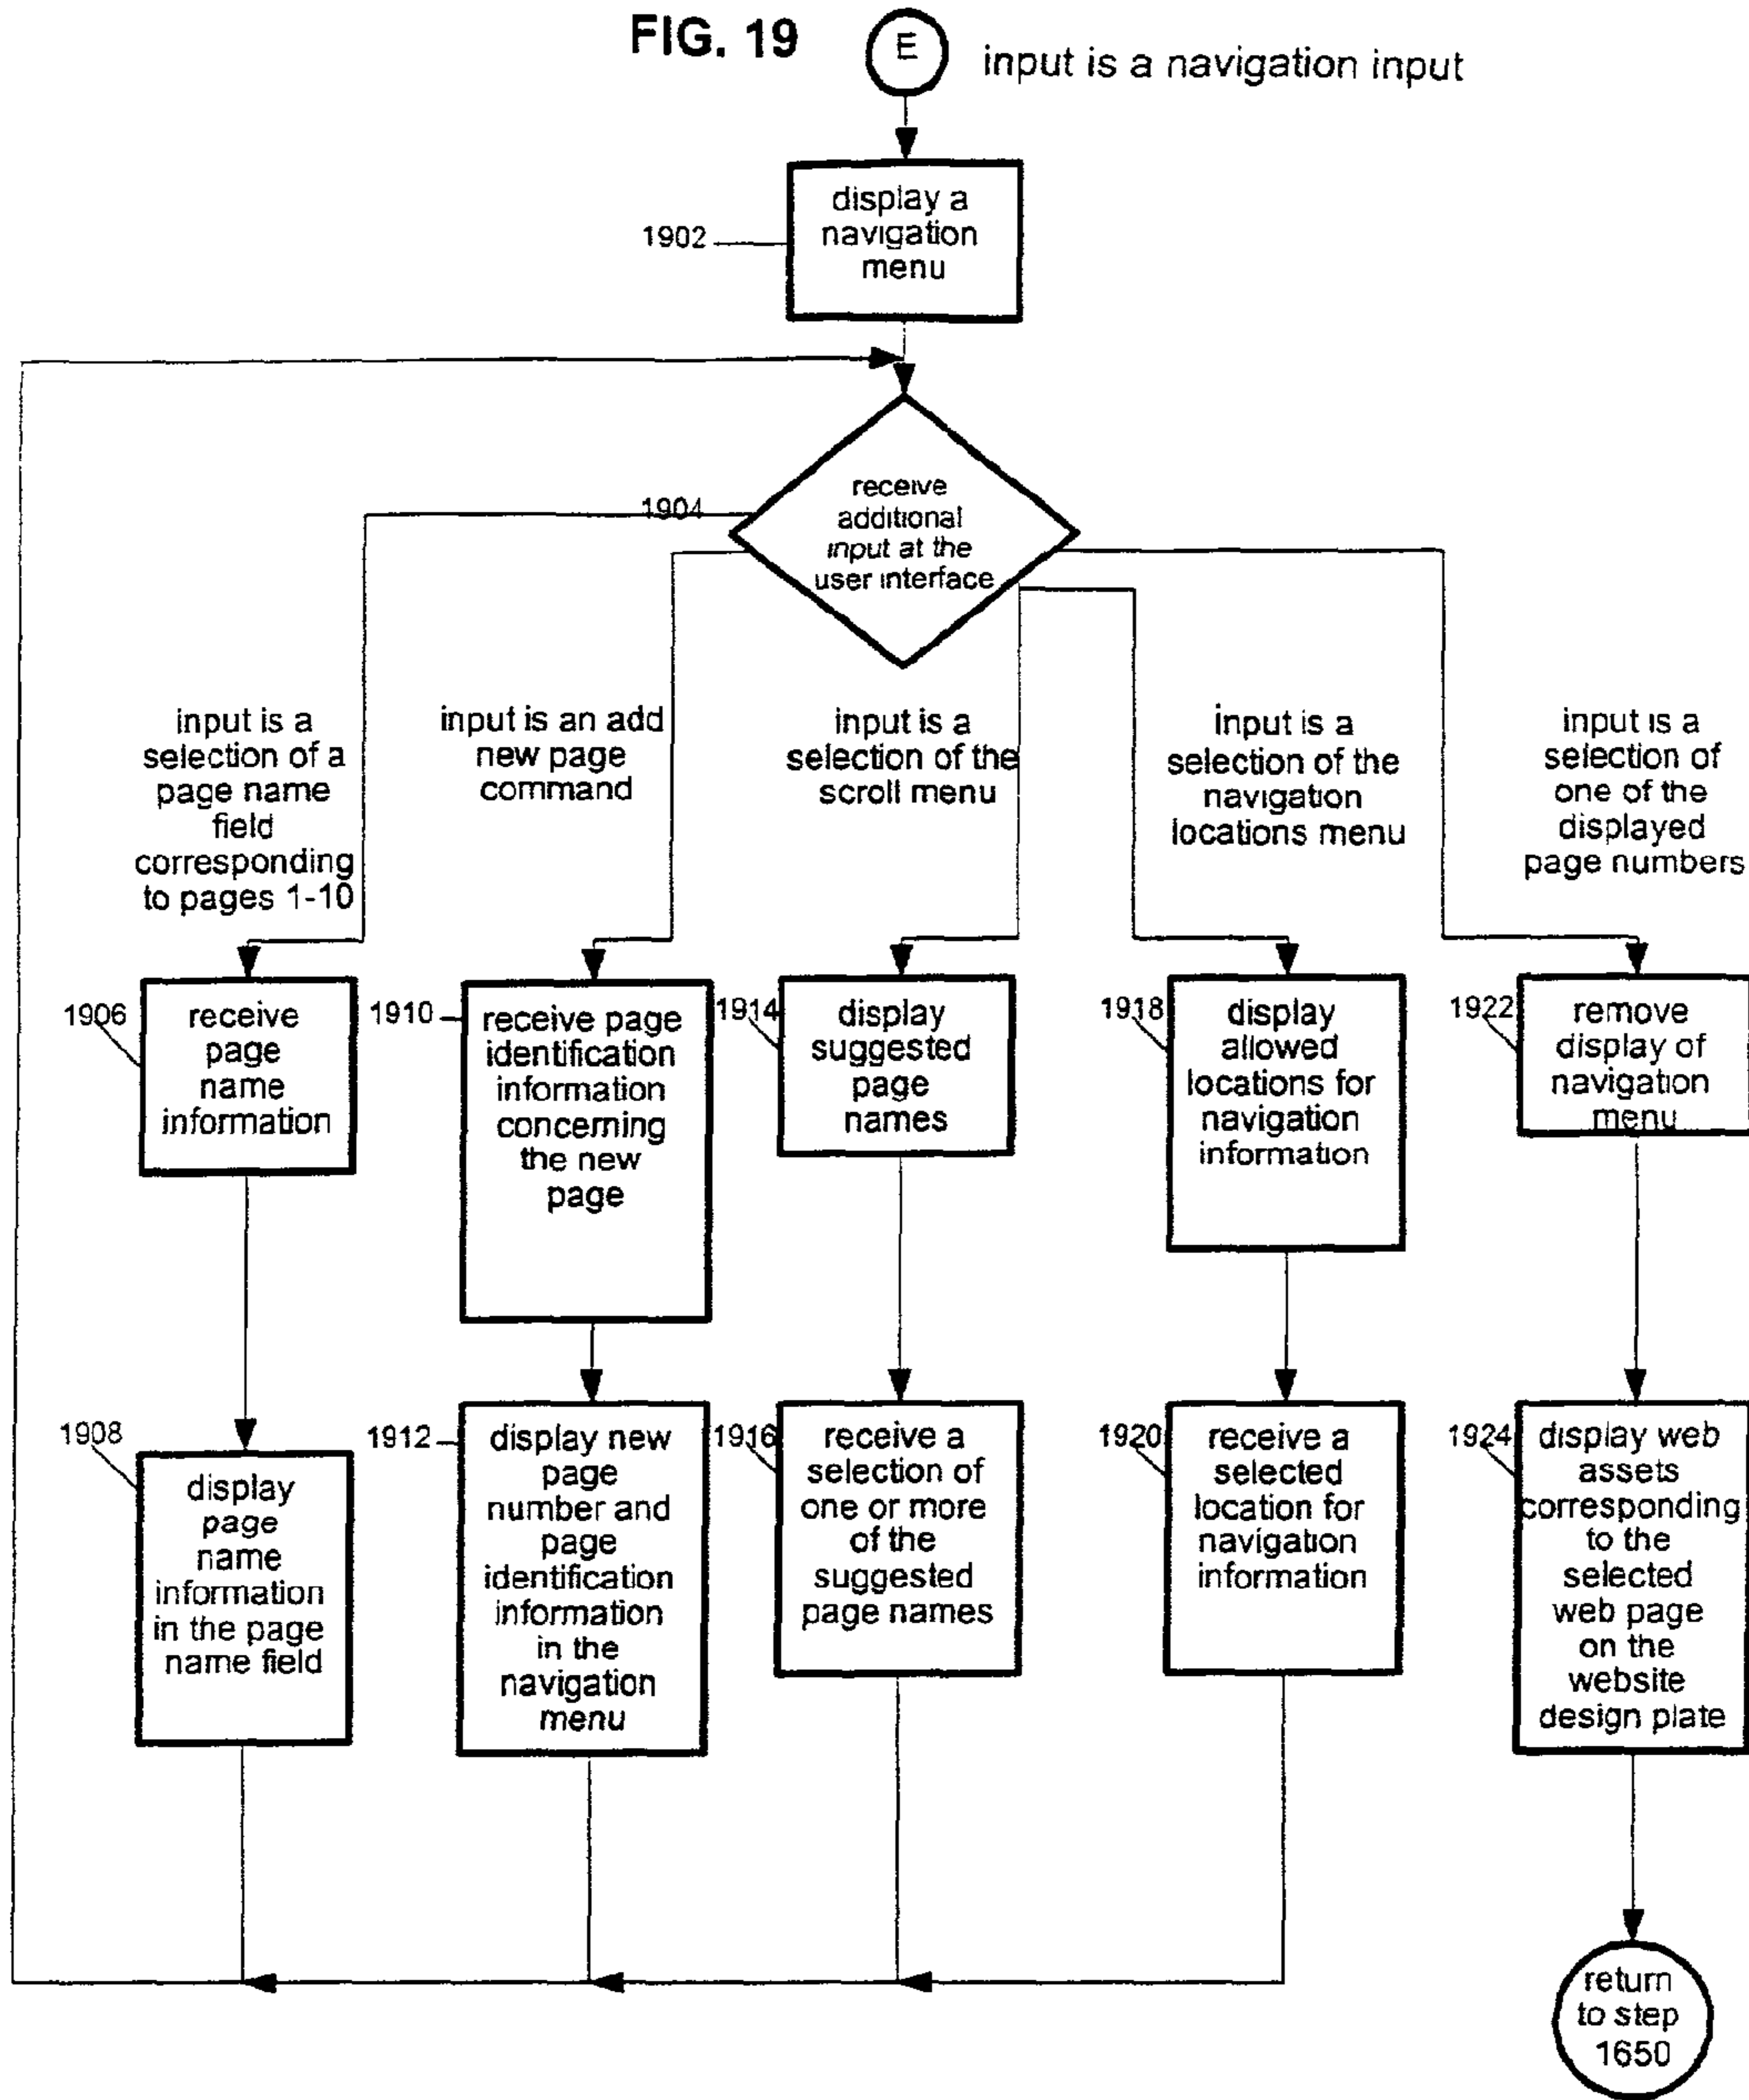 FIG. 19
E
input is a navigation input
1902
display a
navigation
menu
1904
receive
additional
input at the
user interface
input is a
selection of a
page name
field
corresponding
to pages 1-10
input is an add
new page
command
input is a
selection of the
scroll menu
input is a
selection of the
navigation
locations menu
input is a
selection of
one of the
displayed
page numbers
1906
receive
page
name
information
1910
receive page
identification
information
concerning
the new
page
1914
display
suggested
page
names
1918
display
allowed
locations for
navigation
information
1922
remove
display of
navigation
menu
1908
display
page
name
information
in the page
name field
1912
display new
page
number and
page
identification
information
in the
navigation
menu
1916
receive a
selection of
one or more
of the
suggested
page names
1920
receive a
selected
location for
navigation
information
1924
display web
assets
corresponding
to the
selected
web page
on the
website
design plate
return
to step
1650